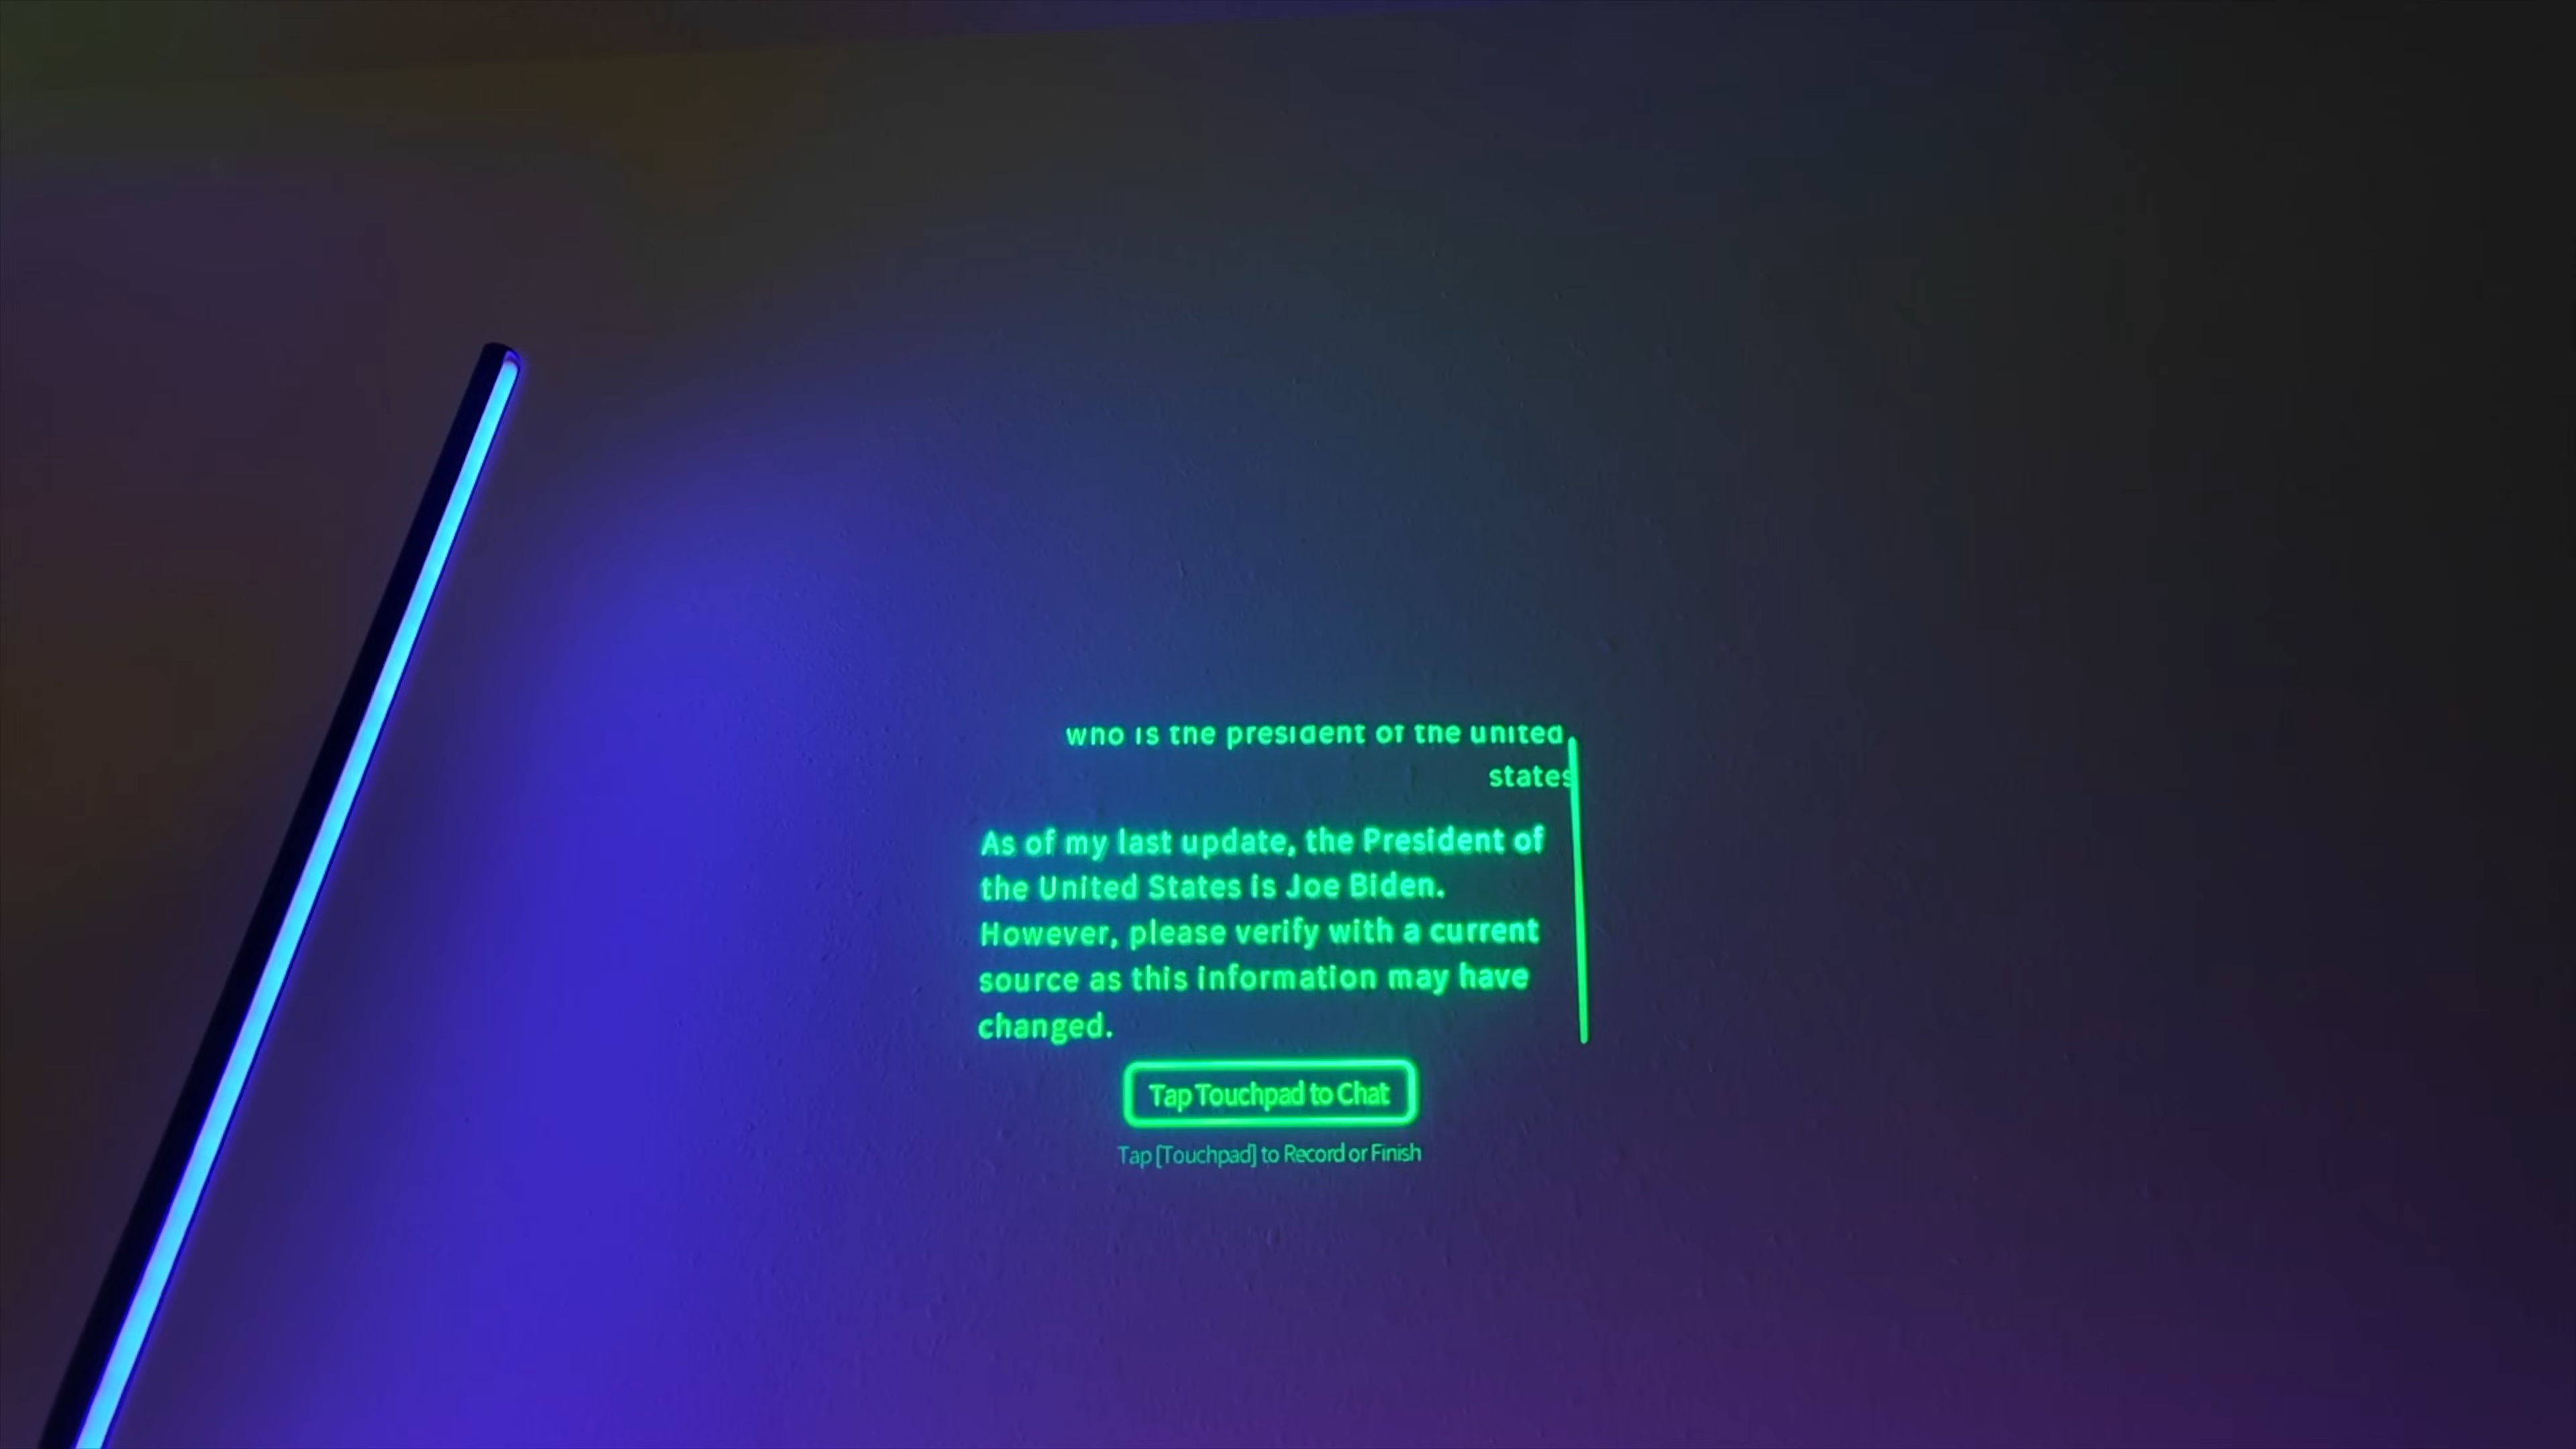 who is the president of the united
states
As of my last update, the President of
the United States is Joe Biden.
However, please verify with a current
source as this information may have
changed.
Tap Touchpad to Chat
Tap [Touchpad] to Record or Finish